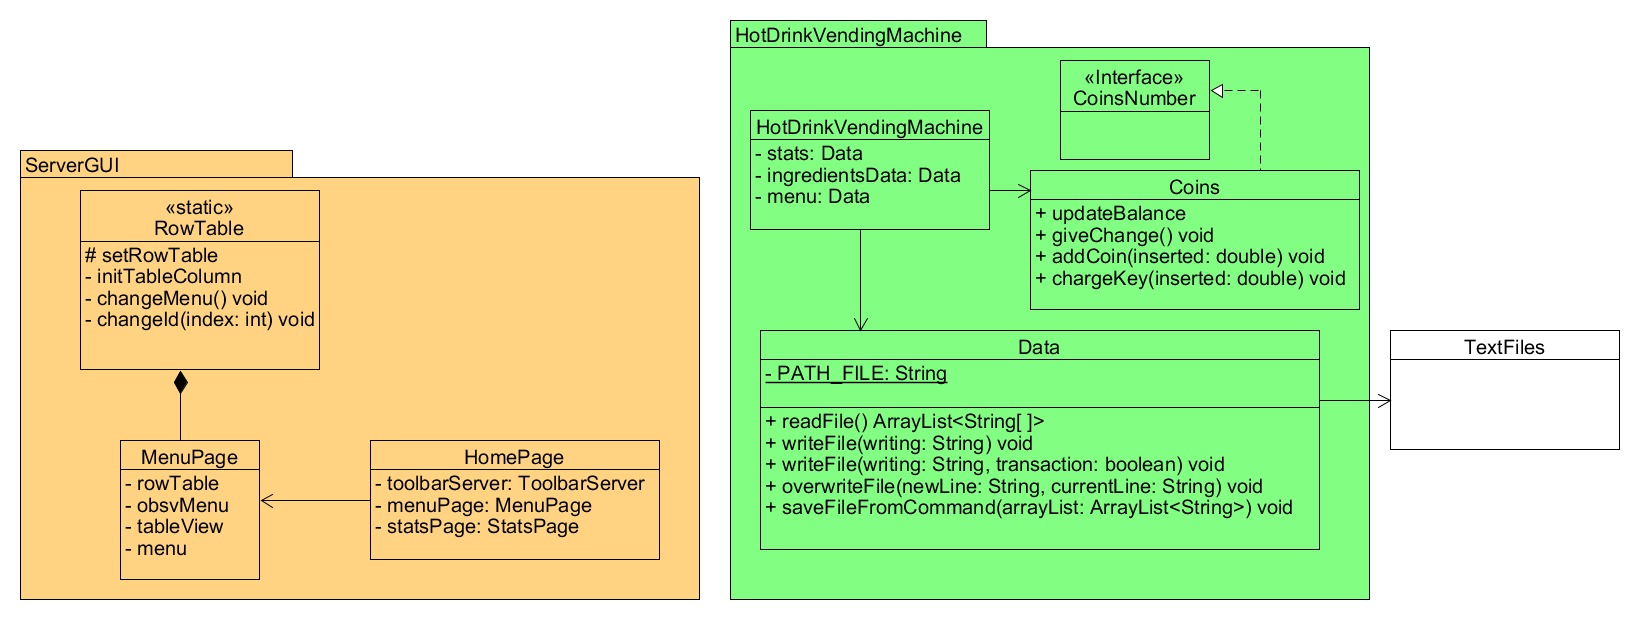 ServerGUI
«static»
RowTable
# setRowTable
- initTableColumn
- changeMenu() void
- changeId(index: int) void
MenuPage
- rowTable
- obsvMenu
- tableView
- menu
HomePage
- toolbarServer: ToolbarServer
- menuPage: MenuPage
- statsPage: StatsPage
HotDrinkVendingMachine
«Interface»
CoinsNumber
HotDrinkVendingMachine
- stats: Data
- ingredientsData: Data
- menu: Data
Coins
+ updateBalance
+ giveChange() void
+ addCoin(inserted: double) void
+ chargeKey(inserted: double) void
Data
- PATH_FILE: String
+ readFile() ArrayList<String[ ]>
+ writeFile(writing: String) void
+ writeFile(writing: String, transaction: boolean) void
+ overwriteFile(newLine: String, currentLine: String) void
+ saveFileFromCommand(arrayList: ArrayList<String>) void
TextFiles